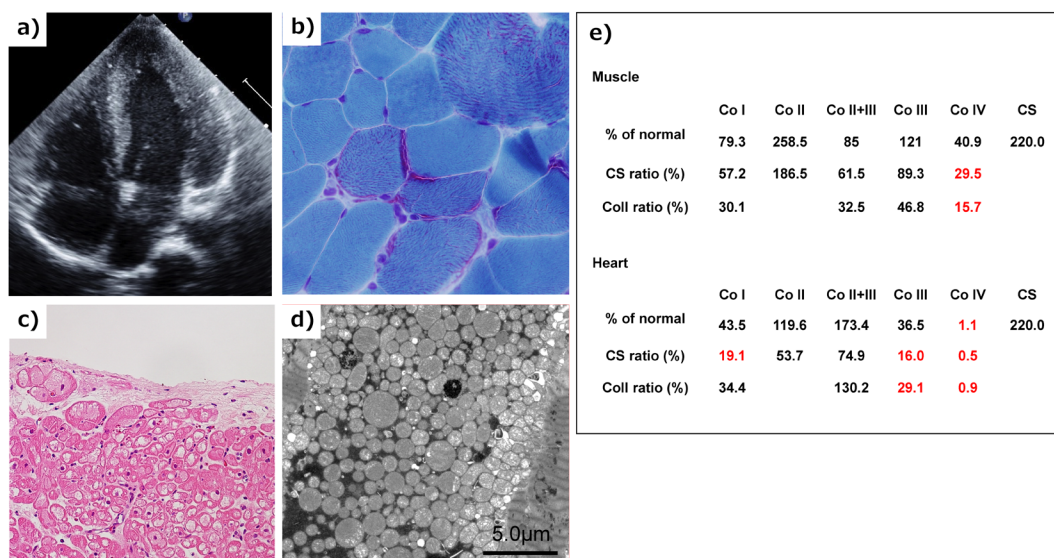 a)
b)
c)
d)
5.0μm
e)
Muscle
Co I Co II Co II+III Co III Co IV CS
% of normal 79.3 258.5 85 121 40.9 220.0
CS ratio (%) 57.2 186.5 61.5 89.3 29.5
Coll ratio (%) 30.1 32.5 46.8 15.7
Heart
Co I Co II Co II+III Co III Co IV CS
% of normal 43.5 119.6 173.4 36.5 1.1 220.0
CS ratio (%) 19.1 53.7 74.9 16.0 0.5
Coll ratio (%) 34.4 130.2 29.1 0.9